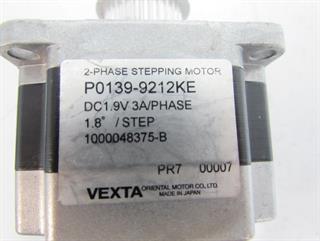 2-PHASE STEPPING MOTOR
P0139-9212KE
DC1.9V 3A/PHASE
1.8° / STEP
1000048375-B
PR7 00007
VEXTA ORIENTAL MOTOR CO., LTD.
MADE IN JAPAN